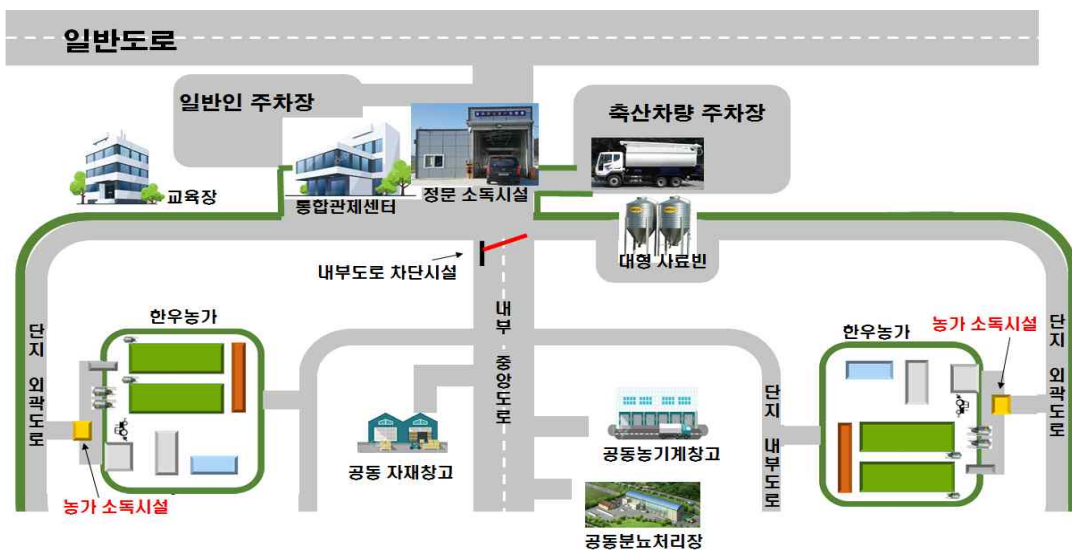 일반도로
일반인 주차장
축산차량 주차장
교육장
통합관제센터
정문 소독시설
대형 사료빈
내부도로 차단시설
한우농가
내부 중앙도로
한우농가
농가 소독시설
단지 외곽도로
단지 외곽도로
공동 자재창고
공동농기계창고
단지 내부도로
농가 소독시설
공동분뇨처리장